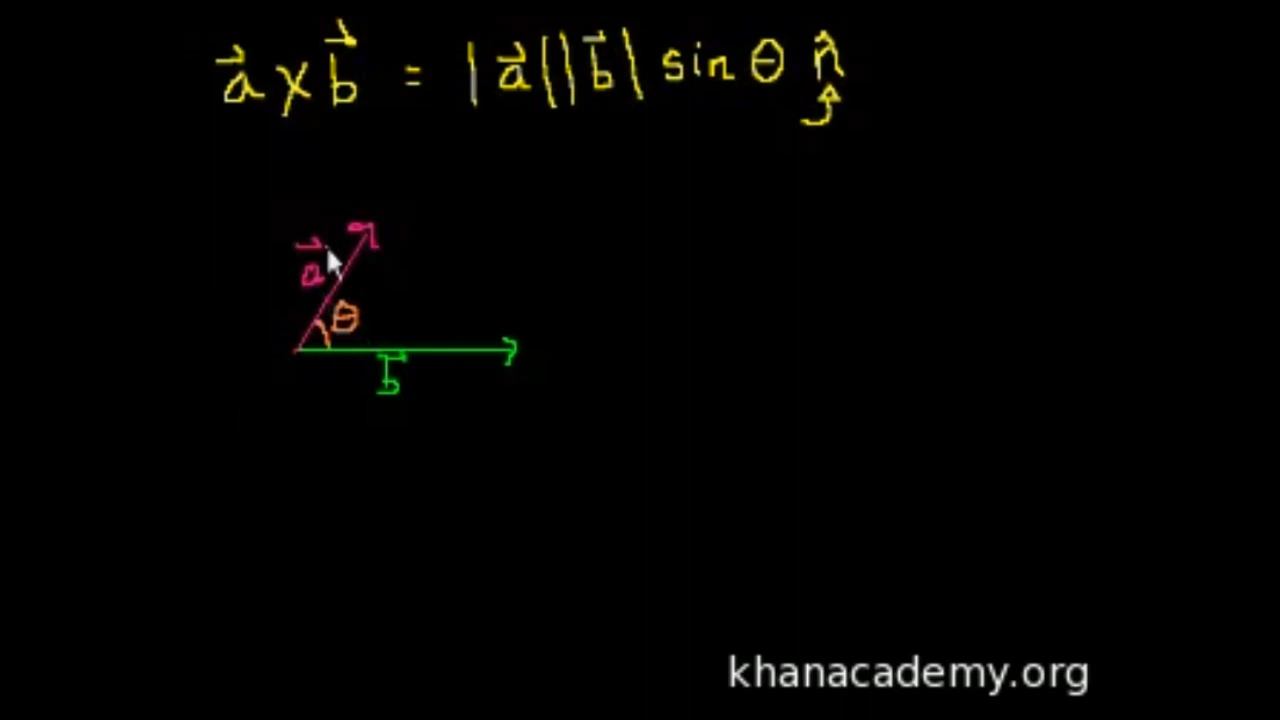 a⃗ × b⃗ = |a⃗||b⃗| sin θ n̂
a⃗
θ
b⃗
khanacademy.org